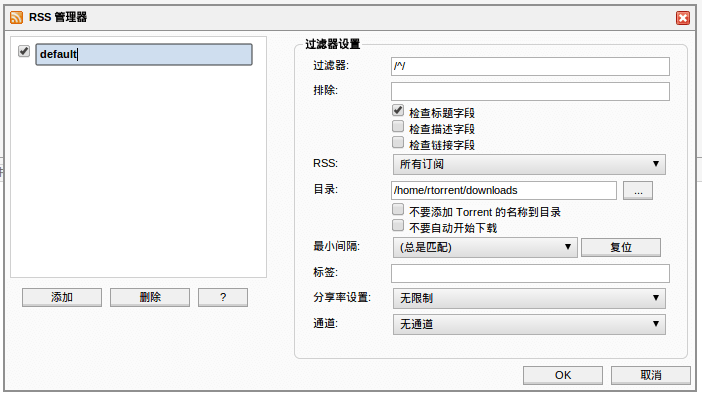 RSS 管理器
default
添加
删除
?
过滤器设置
过滤器:
/^/
排除:
检查标题字段
检查描述字段
检查链接字段
RSS:
所有订阅
目录:
/home/rtorrent/downloads
...
不要添加 Torrent 的名称到目录
不要自动开始下载
最小间隔:
(总是匹配)
复位
标签:
分享率设置:
无限制
通道:
无通道
OK
取消